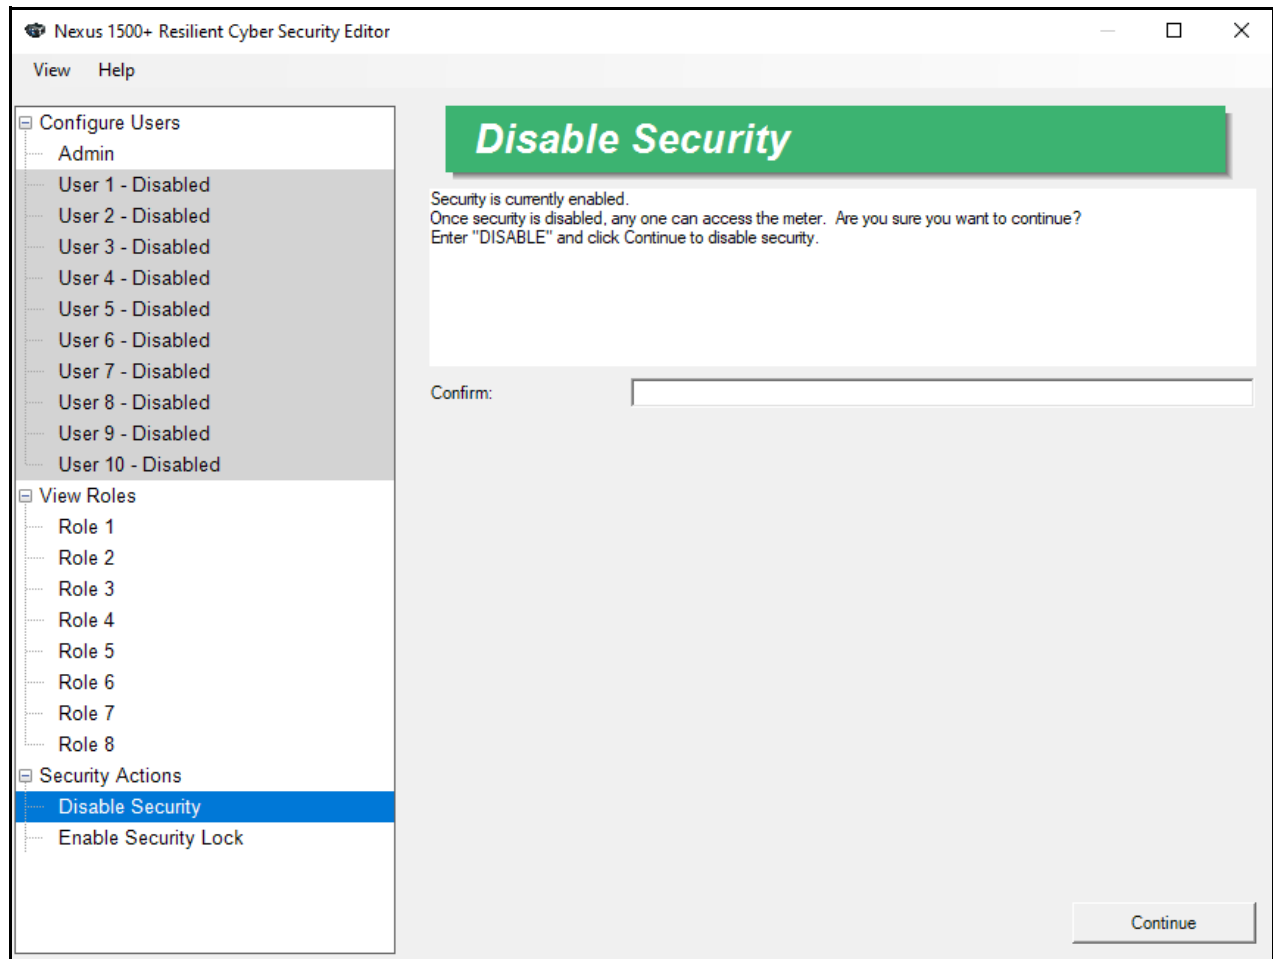 Nexus 1500+ Resilient Cyber Security Editor
View Help
Configure Users
Admin
User 1 - Disabled
User 2 - Disabled
User 3 - Disabled
User 4 - Disabled
User 5 - Disabled
User 6 - Disabled
User 7 - Disabled
User 8 - Disabled
User 9 - Disabled
User 10 - Disabled
View Roles
Role 1
Role 2
Role 3
Role 4
Role 5
Role 6
Role 7
Role 8
Security Actions
Disable Security
Enable Security Lock
Disable Security
Security is currently enabled.
Once security is disabled, any one can access the meter. Are you sure you want to continue?
Enter "DISABLE" and click Continue to disable security.
Confirm:
Continue